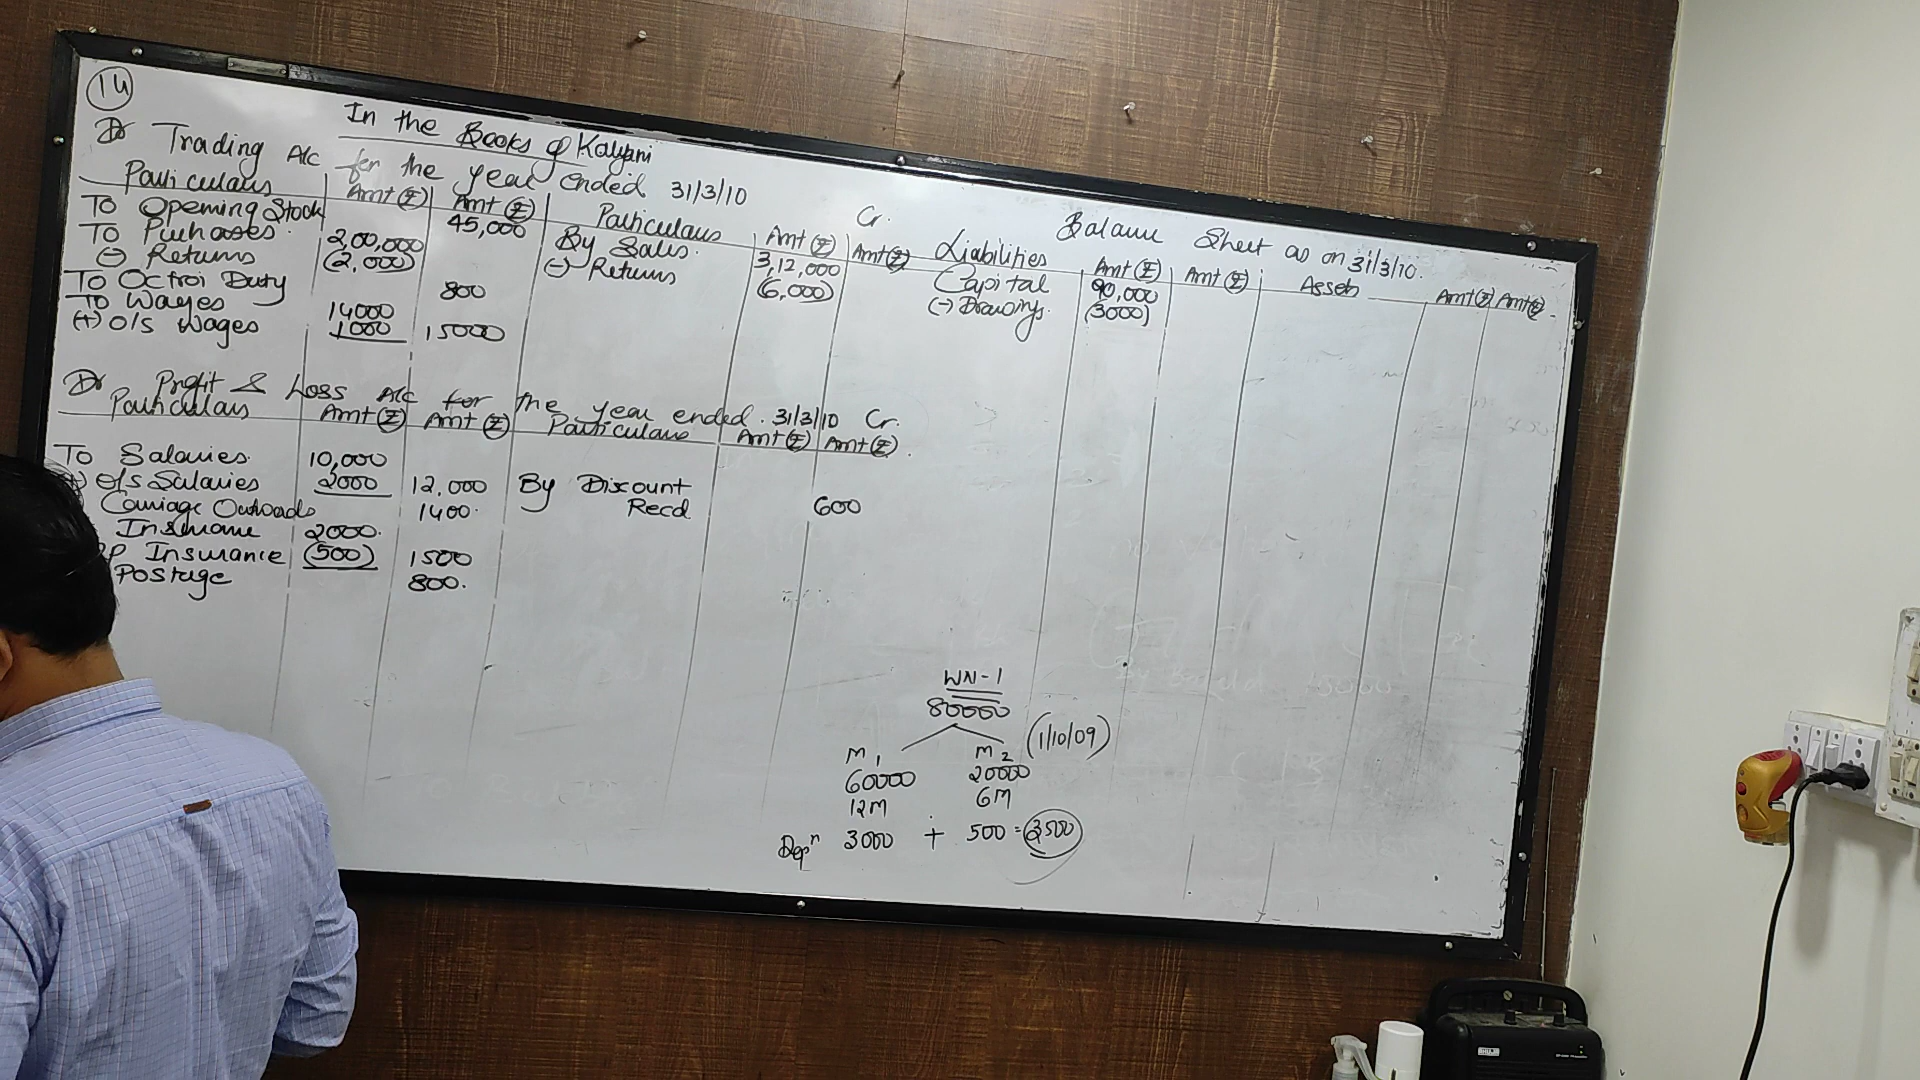 14
In the Books of Kalyani
Dr Trading A/c for the year ended 31/3/10 Cr.
Particulars Amt (₹) Amt (₹) Particulars Amt (₹) Amt (₹)
To Opening Stock 45,000 By Sales. 3,12,000
To Purchases. 2,00,000 (-) Returns (6,000)
(-) Returns (2,000)
To Octroi Duty 800
To Wages 14000
(+) O/S Wages 1000 15000
Dr Profit & Loss A/c for the year ended. 31/3/10 Cr.
Particulars Amt (₹) Amt (₹) Particulars Amt (₹) Amt (₹)
To Salaries. 10,000
O/S Salaries 2000 12,000 By Discount
Carriage Outwads 1400. Recd 600
Insurance 2000.
P Insurance (500) 1500
Postage 800.
Balance Sheet as on 31/3/10.
Liabilities Amt (₹) Amt (₹) Assets Amt (₹) Amt (₹)
Capital 90,000
(-) Drawings. (3000)
WN-1
80000
M1 M2 (1/10/09)
60000 20000
12M 6M
Depn 3000 + 500 = 3500